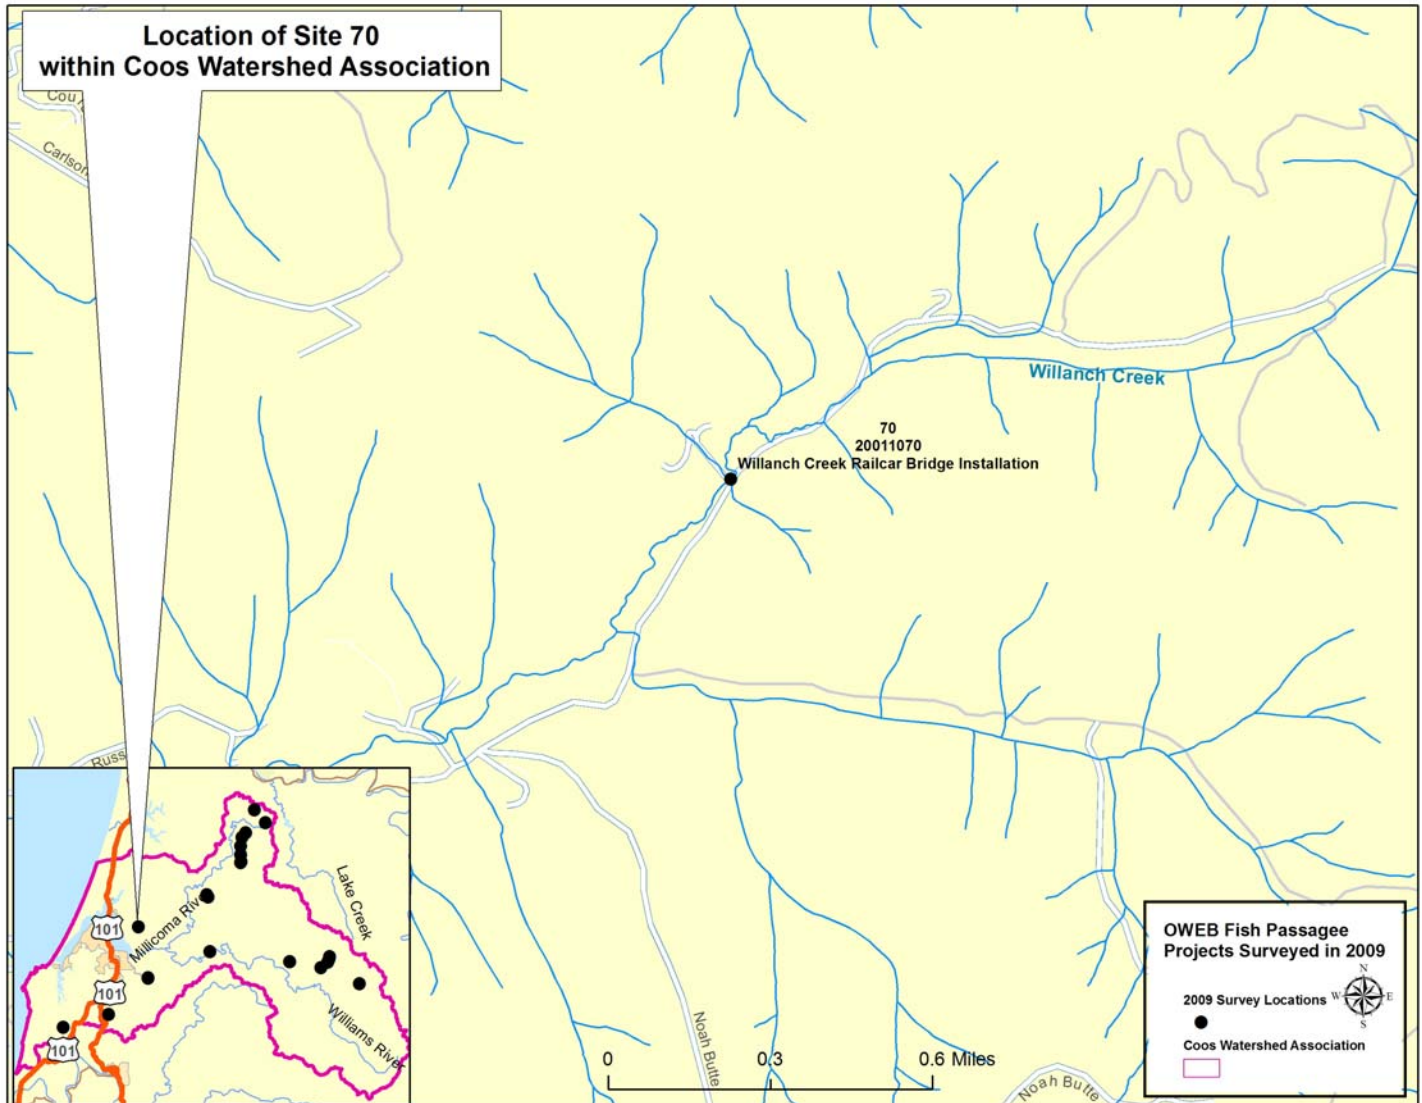 Location of Site 70
within Coos Watershed Association
Carlson
Willanch Creek
70
20011070
Willanch Creek Railcar Bridge Installation
Russ
Lake Creek
Millicoma Riv
101
101
101
Williams River
Noah Butte
Noah Butte
0 0.3 0.6 Miles
OWEB Fish Passagee
Projects Surveyed in 2009
N
W E
S
2009 Survey Locations
Coos Watershed Association